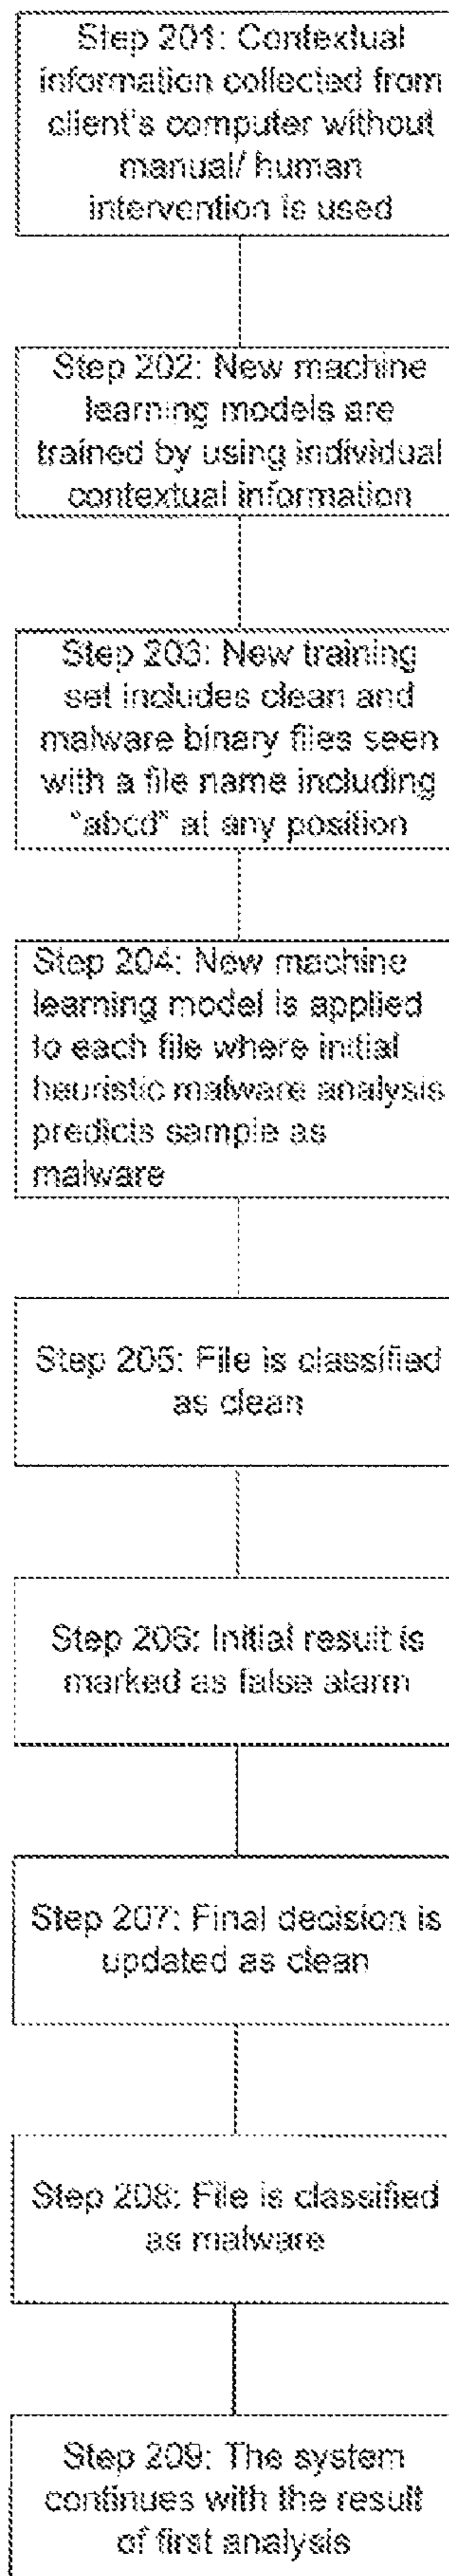 Step 201: Contextual
information collected from
client's computer without
manual/ human
intervention is used
Step 202: New machine
learning models are
trained by using individual
contextual information
Step 203: New training
set includes clean and
malware binary files seen
with a file name including
"abcd" at any position
Step 204: New machine
learning model is applied
to each file where initial
heuristic malware analysis
predicts sample as
malware
Step 205: File is classified
as clean
Step 206: Initial result is
marked as false alarm
Step 207: Final decision is
updated as clean
Step 208: File is classified
as malware
Step 209: The system
continues with the result
of first analysis